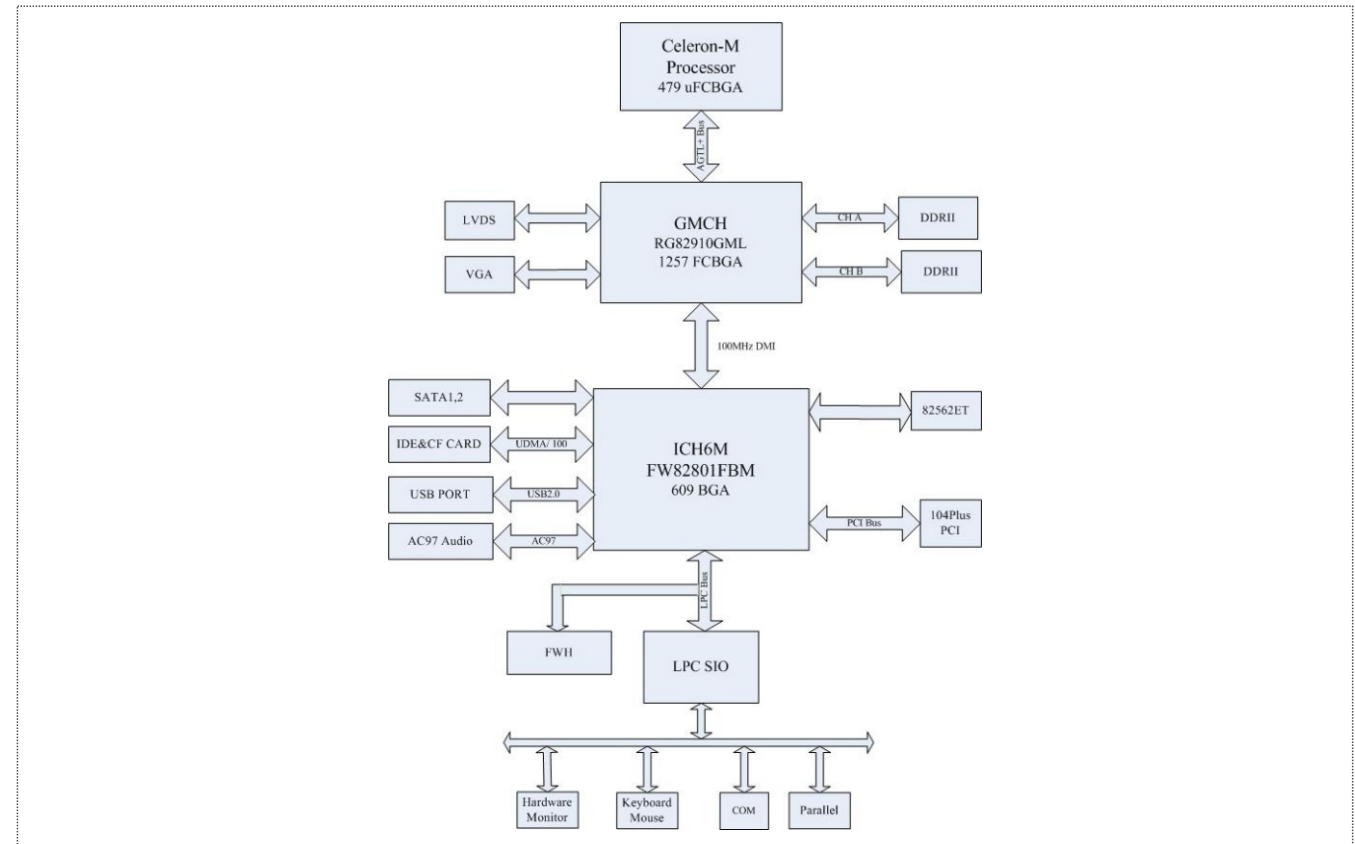 Celeron-M
Processor
479 uFCBGA
AGTL+ Bus
LVDS
GMCH
RG82910GML
1257 FCBGA
CH A
DDRII
VGA
CH B
DDRII
100MHz DMI
SATA1,2
82562ET
IDE&CF CARD
UDMA/ 100
ICH6M
FW82801FBM
609 BGA
USB PORT
USB2.0
PCI Bus
104Plus
PCI
AC97 Audio
AC97
LPC Bus
FWH
LPC SIO
Hardware
Monitor
Keyboard
Mouse
COM
Parallel